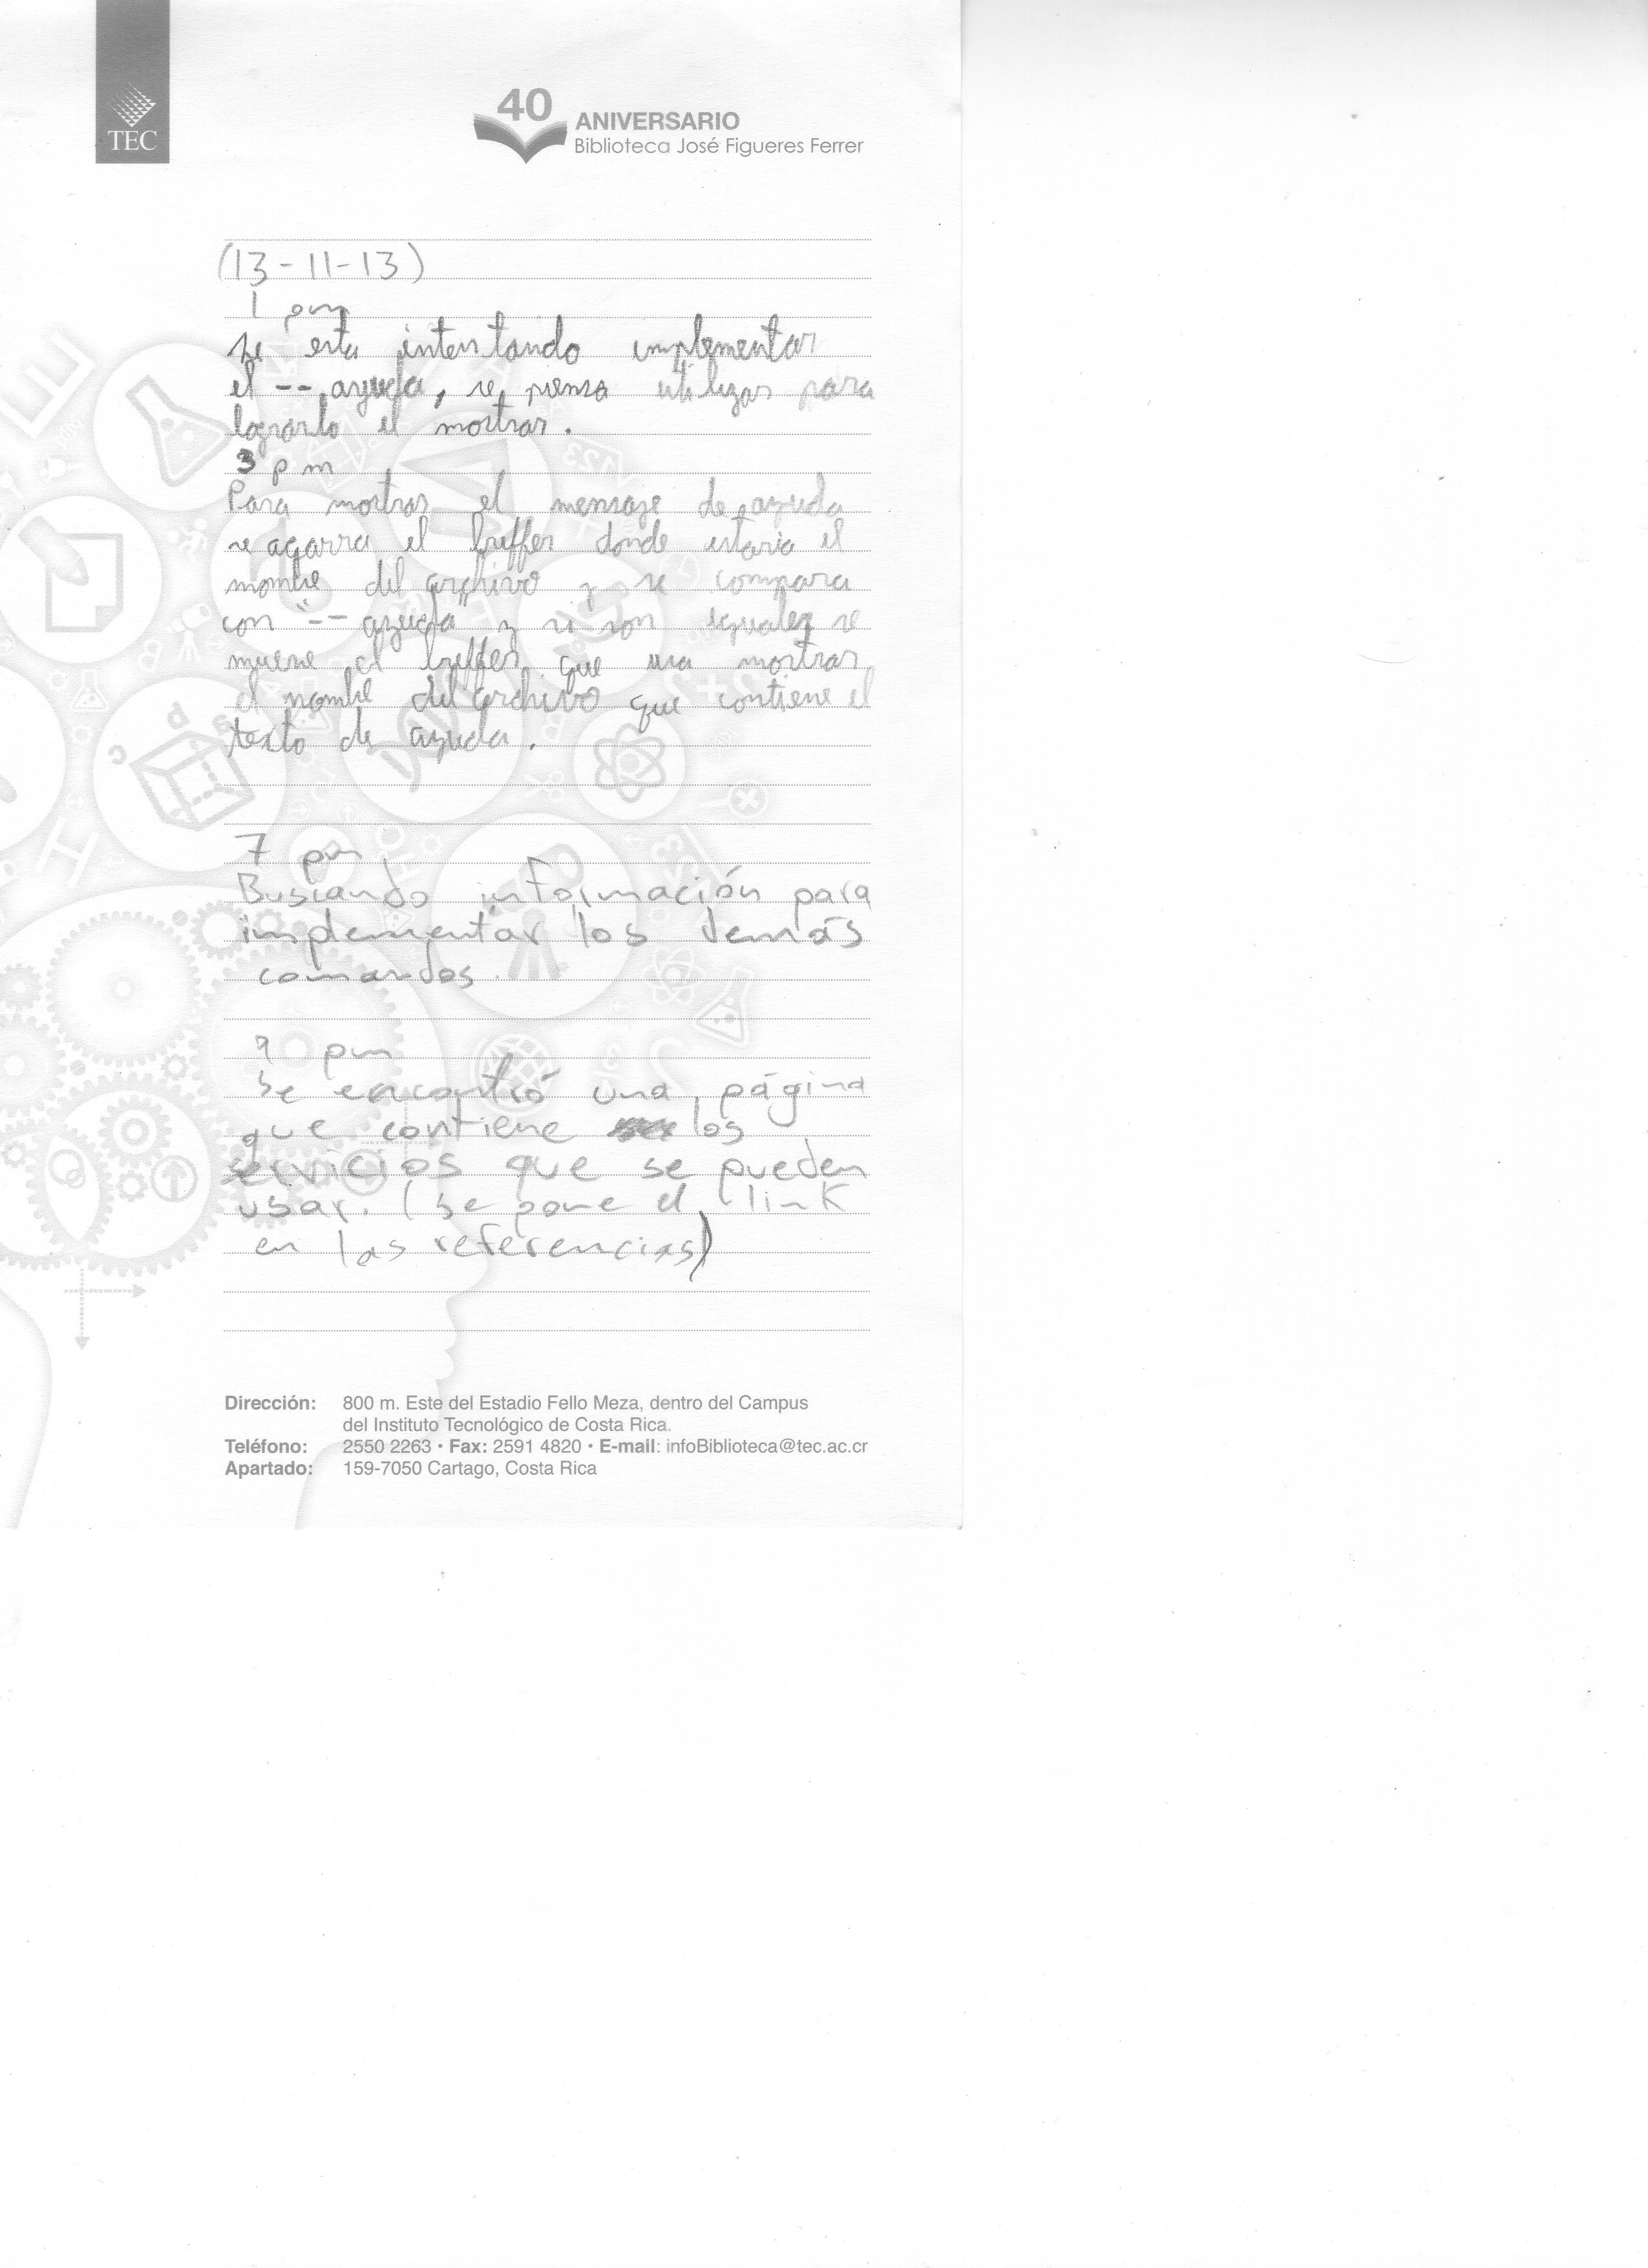 TEC
40
ANIVERSARIO
Biblioteca José Figueres Ferrer
(13-11-13)
1 pm
se esta intentando implementar
el -- ayuda, se piensa utilizar para
lograrlo el mostrar.
3 pm
Para mostrar el mensaje de ayuda
se agarra el buffer donde estaria el
nombre del archivo y se compara
con "-- ayuda" y si son iguales se
mueve al buffer que usa mostrar
el nombre del archivo que contiene el
texto de ayuda.
7 pm
Buscando información para
implementar los demás
comandos.
9 pm
Se encontró una página
que contiene los
servicios que se pueden
usar. (Se pone el link
en las referencias)
Dirección: 800 m. Este del Estadio Fello Meza, dentro del Campus
del Instituto Tecnológico de Costa Rica.
Teléfono: 2550 2263 • Fax: 2591 4820 • E-mail: infoBiblioteca@tec.ac.cr
Apartado: 159-7050 Cartago, Costa Rica